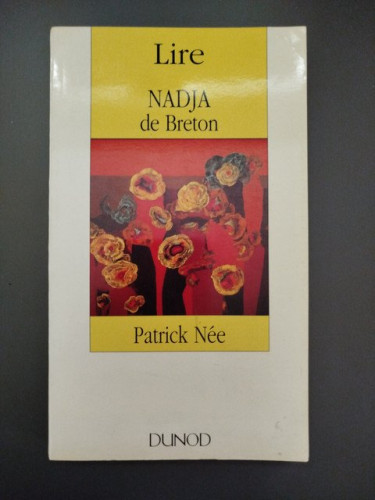 Lire
NADJA
de Breton
Patrick Née
DUNOD